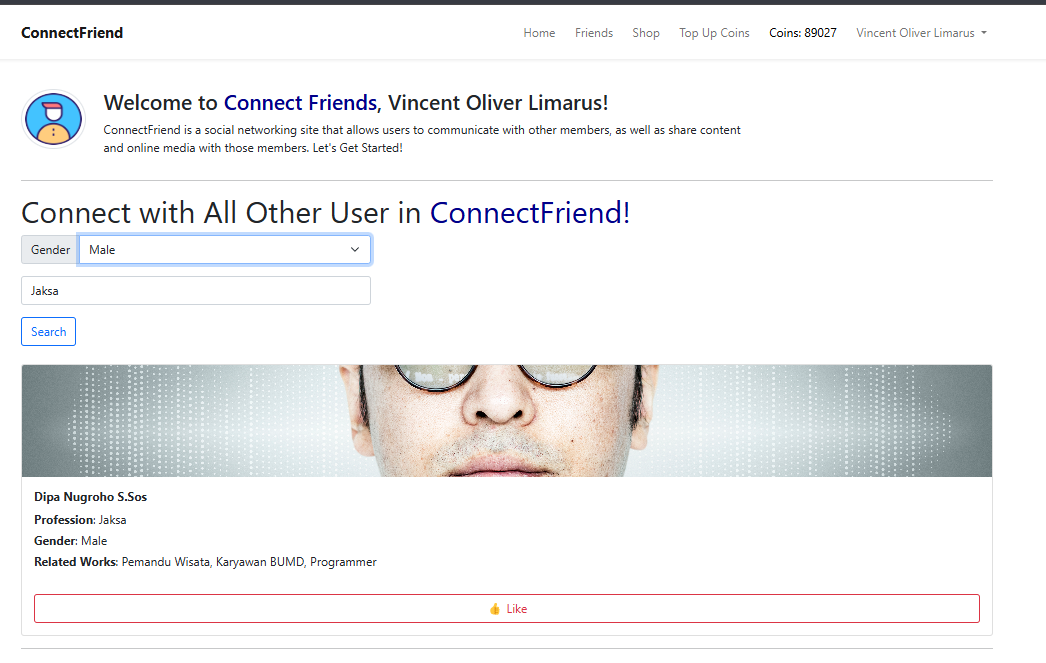 ConnectFriend
Home Friends Shop Top Up Coins Coins: 89027 Vincent Oliver Limarus
Welcome to Connect Friends, Vincent Oliver Limarus!
ConnectFriend is a social networking site that allows users to communicate with other members, as well as share content
and online media with those members. Let's Get Started!
Connect with All Other User in ConnectFriend!
Gender Male
Jaksa
Search
Dipa Nugroho S.Sos
Profession: Jaksa
Gender: Male
Related Works: Pemandu Wisata, Karyawan BUMD, Programmer
👍 Like